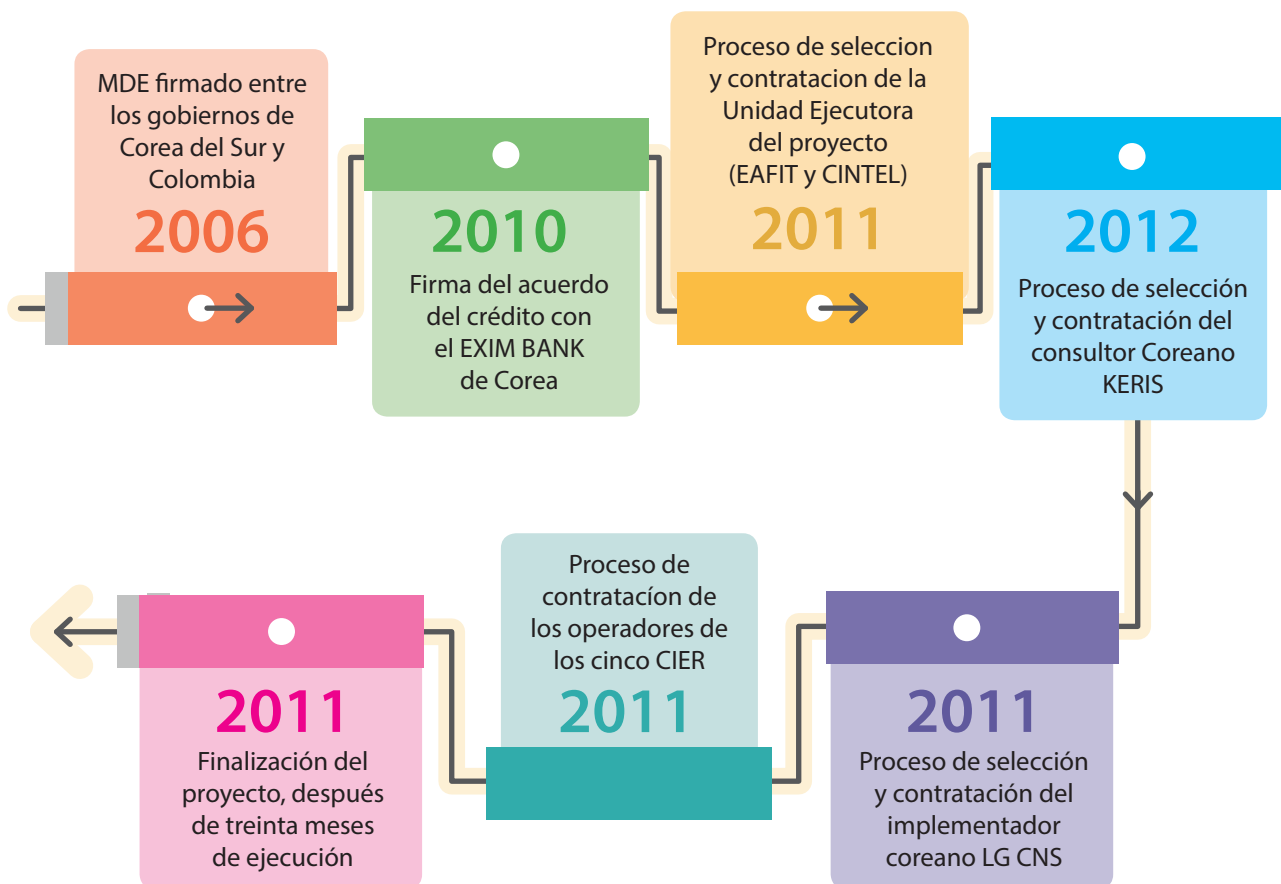 MDE firmado entre
los gobiernos de
Corea del Sur y
Colombia
2006
2010
Firma del acuerdo
del crédito con
el EXIM BANK
de Corea
Proceso de seleccion
y contratacion de la
Unidad Ejecutora
del proyecto
(EAFIT y CINTEL)
2011
2012
Proceso de selección
y contratación del
consultor Coreano
KERIS
2011
Proceso de selección
y contratación del
implementador
coreano LG CNS
Proceso de
contratacíon de
los operadores de
los cinco CIER
2011
2011
Finalización del
proyecto, después
de treinta meses
de ejecución